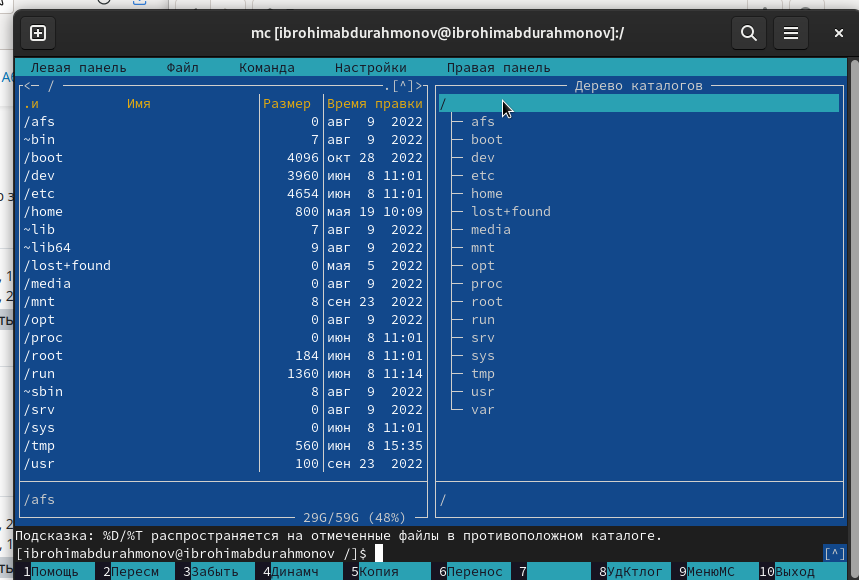 mc [ibrohimabdurahmonov@ibrohimabdurahmonov]:/
Левая панель Файл Команда Настройки Правая панель
<─ / .[^]>
.и Имя Размер Время правки
/afs 0 авг 9 2022
~bin 7 авг 9 2022
/boot 4096 окт 28 2022
/dev 3960 июн 8 11:01
/etc 4654 июн 8 11:01
/home 800 мая 19 10:09
~lib 7 авг 9 2022
~lib64 9 авг 9 2022
/lost+found 0 мая 5 2022
/media 0 авг 9 2022
/mnt 8 сен 23 2022
/opt 0 авг 9 2022
/proc 0 июн 8 11:01
/root 184 июн 8 11:01
/run 1360 июн 8 11:14
~sbin 8 авг 9 2022
/srv 0 авг 9 2022
/sys 0 июн 8 11:01
/tmp 560 июн 8 15:35
/usr 100 сен 23 2022
/afs
29G/59G (48%)
Дерево каталогов
/
afs
boot
dev
etc
home
lost+found
media
mnt
opt
proc
root
run
srv
sys
tmp
usr
var
/
Подсказка: %D/%T распространяется на отмеченные файлы в противоположном каталоге.
[ibrohimabdurahmonov@ibrohimabdurahmonov /]$ [^]
1Помощь 2Пересм 3Забыть 4Динамч 5Копия 6Перенос 7 8УдКтлог 9МенюМС 10Выход